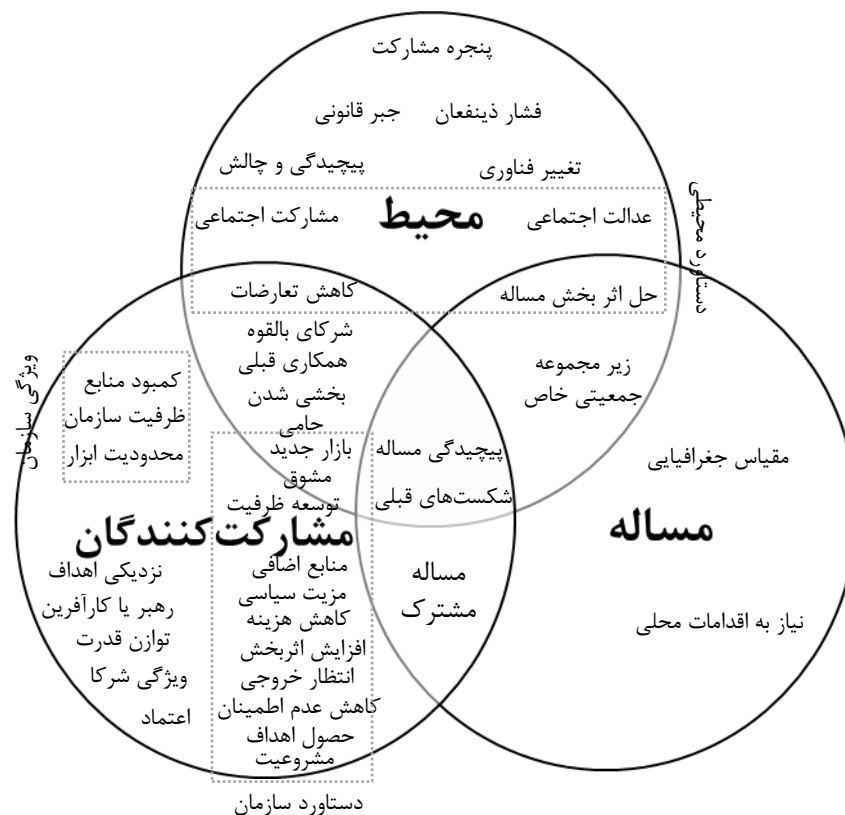 پنجره مشارکت
فشار ذینفعان
جبر قانونی
تغییر فناوری
پیچیدگی و چالش
محیط
عدالت اجتماعی
مشارکت اجتماعی
دستاورد محیطی
حل اثر بخش مساله
کاهش تعارضات
شرکای بالقوه
همکاری قبلی
بخشی شدن
حامی
زیر مجموعه
جمعیتی خاص
ویژگی سازمان
کمبود منابع
ظرفیت سازمان
محدودیت ابزار
بازار جدید
مشوق
توسعه ظرفیت
پیچیدگی مساله
شکست‌های قبلی
مقیاس جغرافیایی
مساله
مشارکت‌کنندگان
نزدیکی اهداف
رهبر یا کارآفرین
توازن قدرت
ویژگی شرکا
اعتماد
منابع اضافی
مزیت سیاسی
کاهش هزینه
افزایش اثربخش
انتظار خروجی
کاهش عدم اطمینان
حصول اهداف
مشروعیت
مساله
مشترک
نیاز به اقدامات محلی
دستاورد سازمان